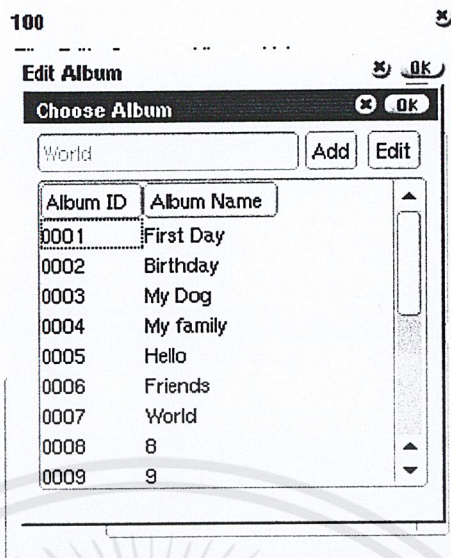 100
Edit Album OK
Choose Album OK
World Add Edit
Album ID Album Name
0001 First Day
0002 Birthday
0003 My Dog
0004 My family
0005 Hello
0006 Friends
0007 World
0008 8
0009 9